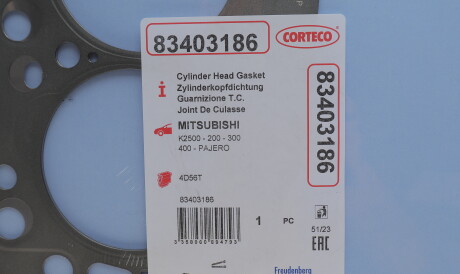 83403186
CORTECO
Cylinder Head Gasket
Zylinderkopfdichtung
Guarnizione T.C.
Joint De Culasse
83403186
MITSUBISHI
K2500 - 200 - 300
400 - PAJERO
4D56T
83403186
1 PC
51/23
EAC
Freudenberg